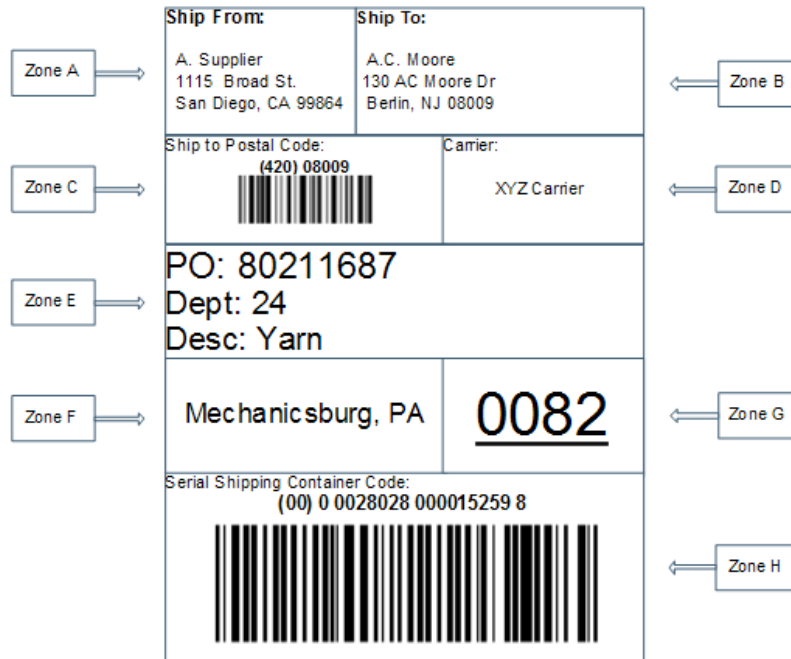 Ship From:
Ship To:
Zone A
A. Supplier
1115 Broad St.
San Diego, CA 99864
A.C. Moore
130 AC Moore Dr
Berlin, NJ 08009
Zone B
Zone C
Ship to Postal Code:
(420) 08009
Carrier:
XYZ Carrier
Zone D
Zone E
PO: 80211687
Dept: 24
Desc: Yarn
Zone F
Mechanicsburg, PA
0082
Zone G
Serial Shipping Container Code:
(00) 0 0028028 000015259 8
Zone H